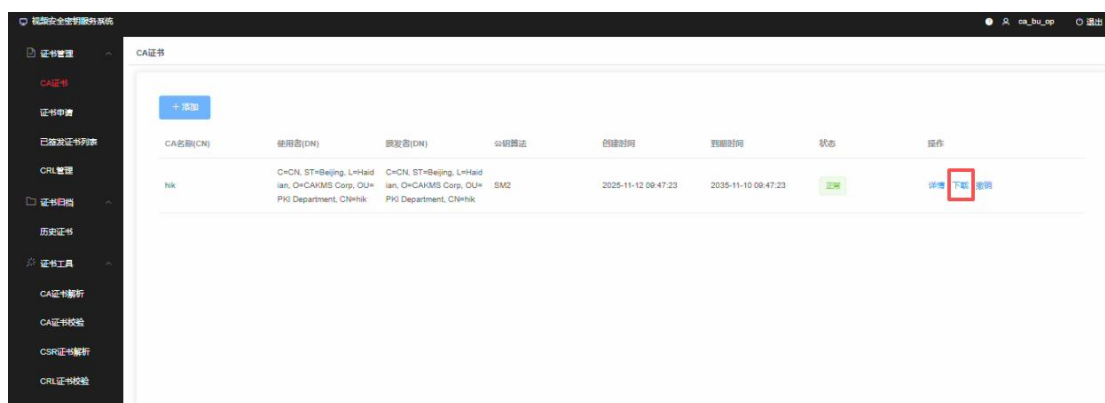 视频安全密钥服务系统
ca_bu_op
退出
证书管理
CA证书
证书申请
已签发证书列表
CRL管理
证书归档
历史证书
证书工具
CA证书解析
CA证书校验
CSR证书解析
CRL证书校验
CA证书
+ 添加
CA名称(CN) 使用者(DN) 颁发者(DN) 公钥算法 创建时间 到期时间 状态 操作
C=CN, ST=Beijing, L=Haid C=CN, ST=Beijing, L=Haid
hik ian, O=CAKMS Corp, OU= ian, O=CAKMS Corp, OU= SM2 2025-11-12 09:47:23 2035-11-10 09:47:23 正常 详情 下载 撤销
PKI Department, CN=hik PKI Department, CN=hik